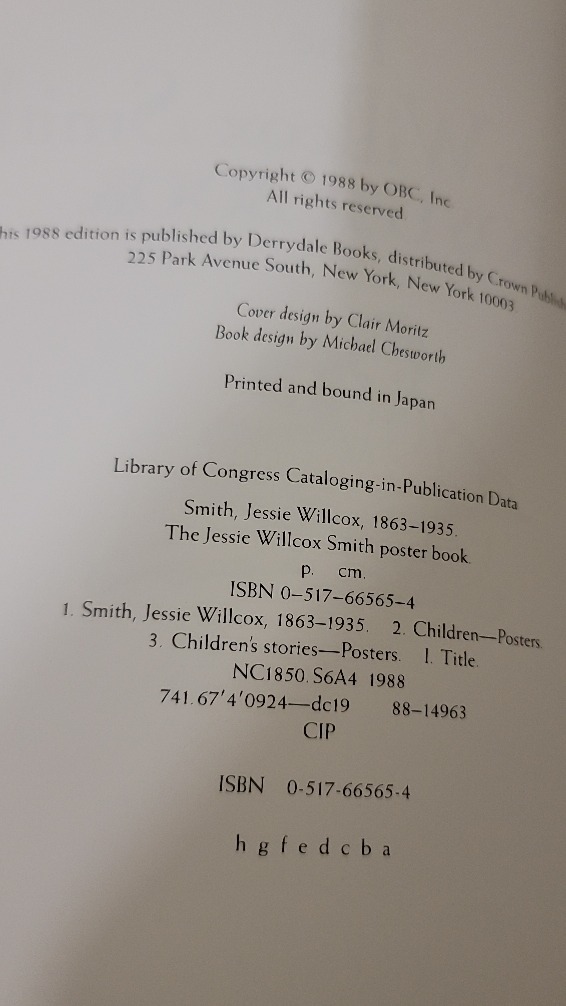 Copyright © 1988 by OBC, Inc.
All rights reserved.
his 1988 edition is published by Derrydale Books, distributed by Crown
225 Park Avenue South, New York, New York 10003.
Cover design by Clair Moritz
Book design by Michael Chesworth
Printed and bound in Japan
Library of Congress Cataloging-in-Publication Data
Smith, Jessie Willcox, 1863–1935.
The Jessie Willcox Smith poster book.
p. cm.
ISBN 0–517–66565–4
1. Smith, Jessie Willcox, 1863–1935. 2. Children—Posters.
3. Children's stories—Posters. I. Title.
NC1850.S6A4 1988
741.67'4'0924—dc19 88–14963
CIP
ISBN 0-517-66565-4
h g f e d c b a